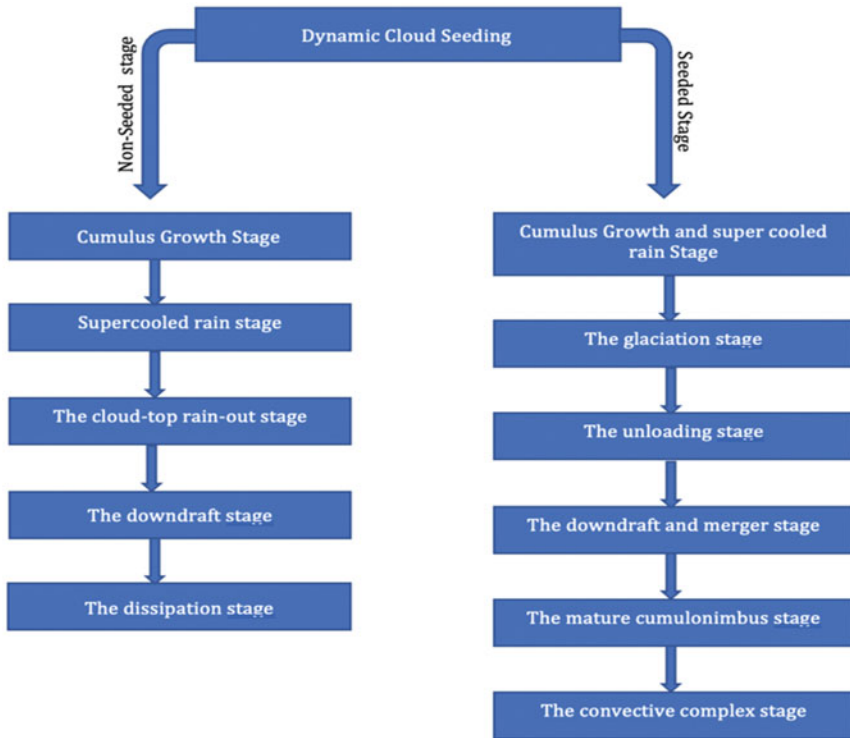 Dynamic Cloud Seeding
Non-Seeded stage
Seeded Stage
Cumulus Growth Stage
Supercooled rain stage
The cloud-top rain-out stage
The downdraft stage
The dissipation stage
Cumulus Growth and super cooled
rain Stage
The glaciation stage
The unloading stage
The downdraft and merger stage
The mature cumulonimbus stage
The convective complex stage